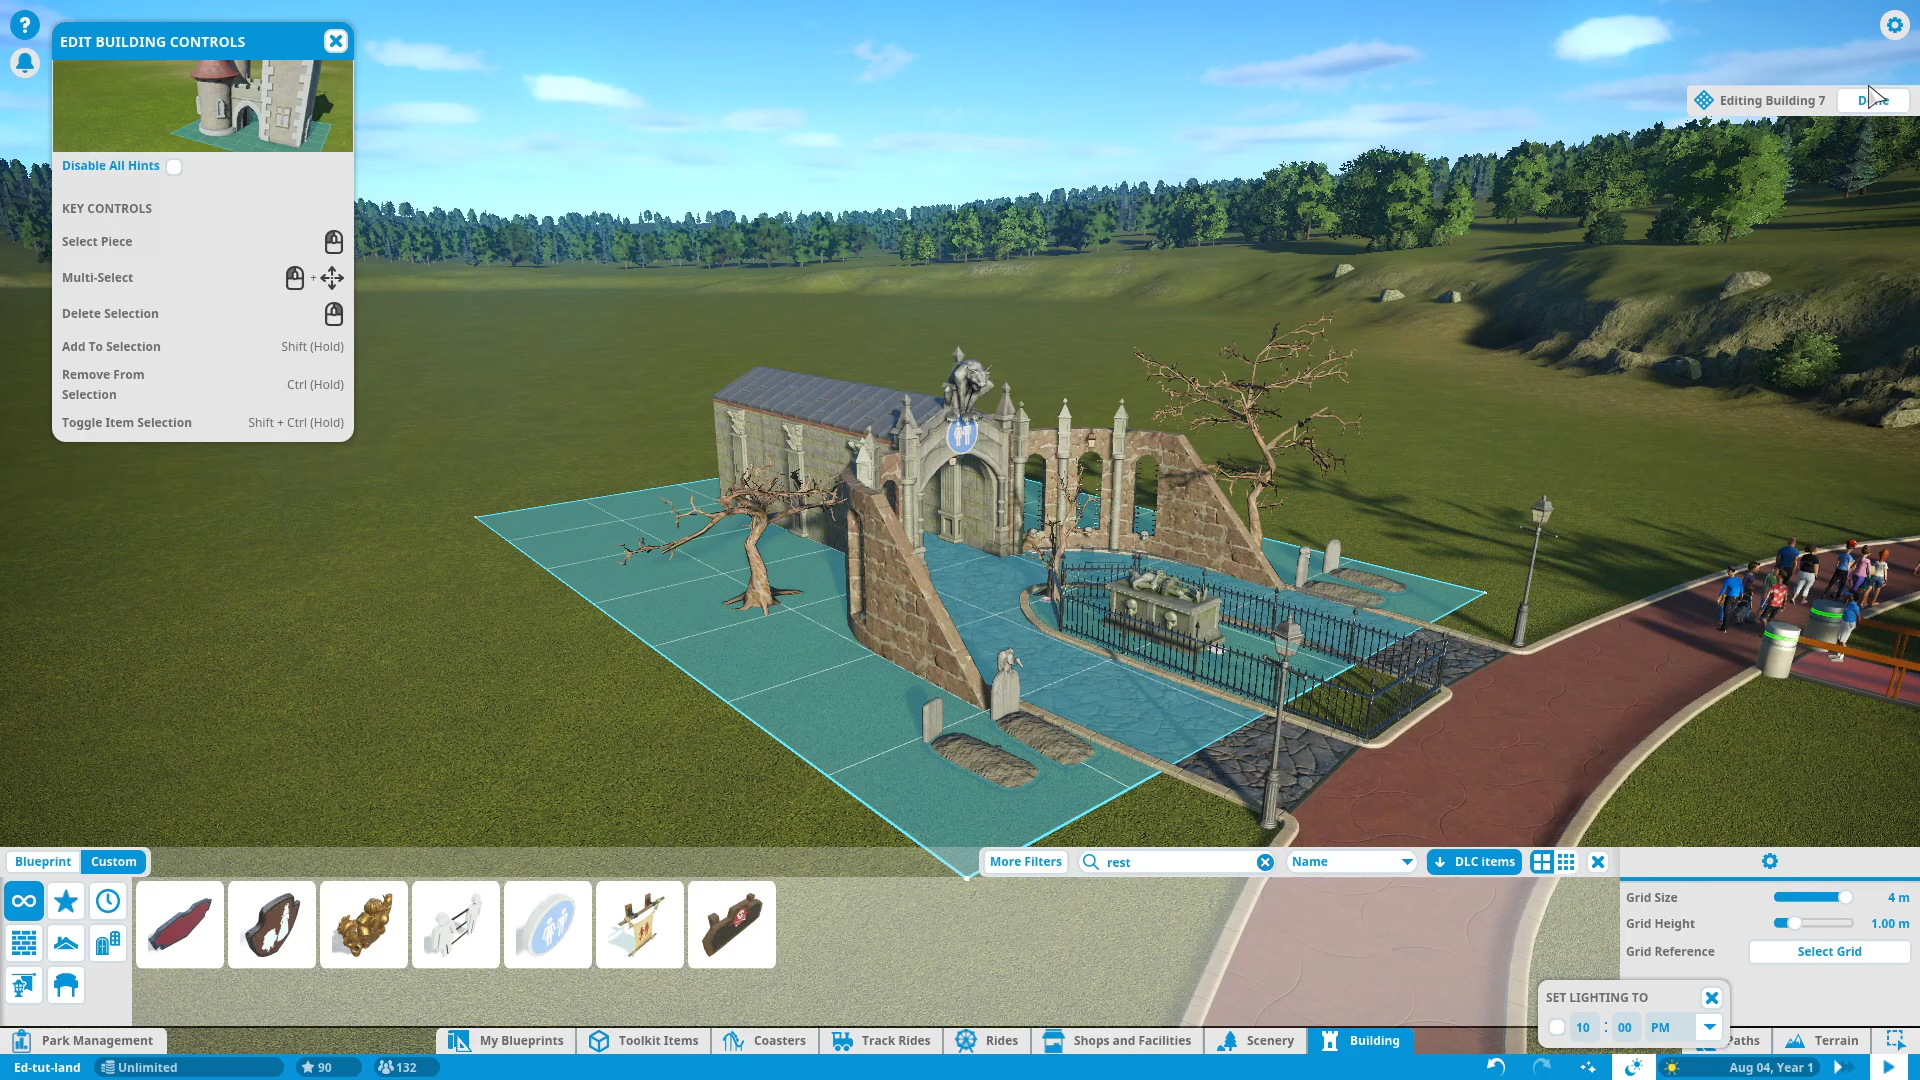 ?
EDIT BUILDING CONTROLS
Disable All Hints
KEY CONTROLS
Select Piece
Multi-Select
+
Delete Selection
Add To Selection
Shift (Hold)
Remove From
Selection
Ctrl (Hold)
Toggle Item Selection
Shift + Ctrl (Hold)
Editing Building 7
Done
Blueprint
Custom
More Filters
rest
Name
DLC items
Grid Size
4 m
Grid Height
1.00 m
Grid Reference
Select Grid
SET LIGHTING TO
10 : 00 PM
Park Management
My Blueprints
Toolkit Items
Coasters
Track Rides
Rides
Shops and Facilities
Scenery
Building
Paths
Terrain
Ed-tut-land
Unlimited
90
132
Aug 04, Year 1